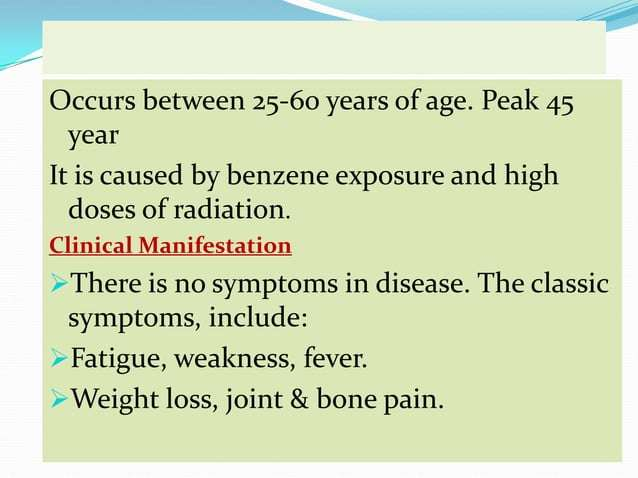 Occurs between 25-60 years of age. Peak 45
year
It is caused by benzene exposure and high
doses of radiation.
Clinical Manifestation
➢There is no symptoms in disease. The classic
symptoms, include:
➢Fatigue, weakness, fever.
➢Weight loss, joint & bone pain.